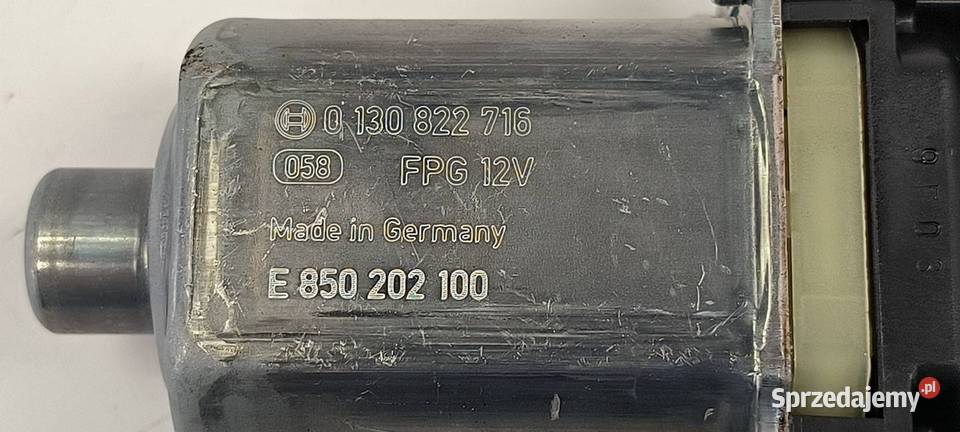 0 130 822 716
058 FPG 12V
Made in Germany
E 850 202 100
Sprzedajemy.pl